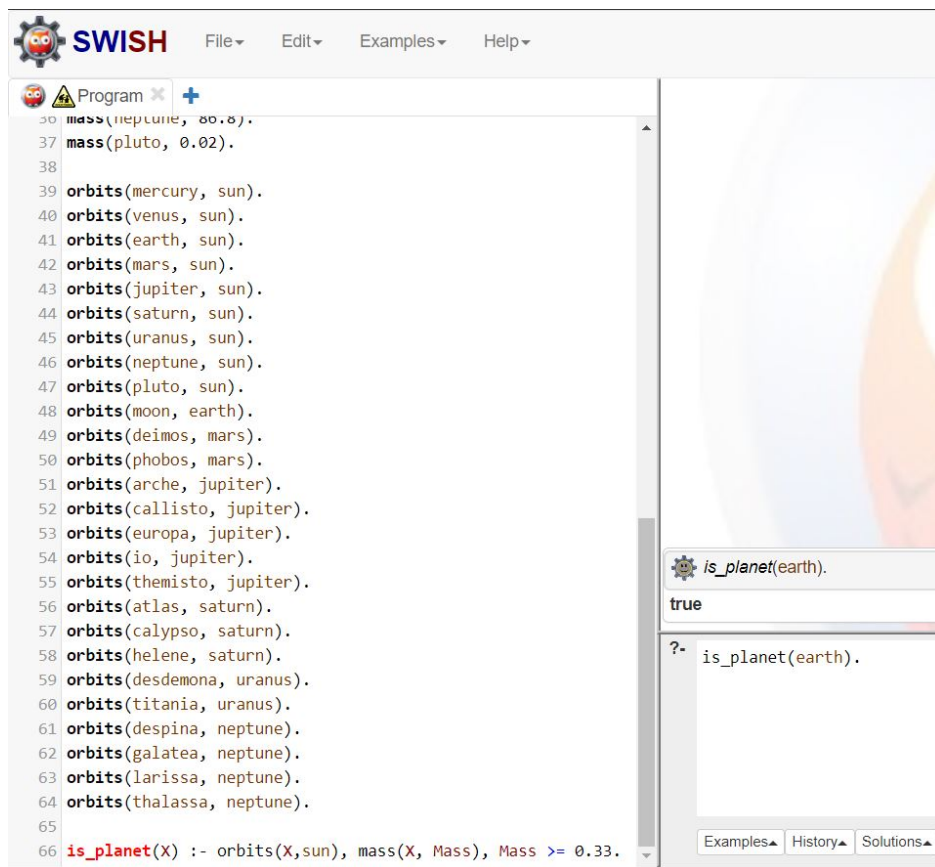 SWISH File Edit Examples Help
Program
36 mass(neptune, 86.8).
37 mass(pluto, 0.02).
38
39 orbits(mercury, sun).
40 orbits(venus, sun).
41 orbits(earth, sun).
42 orbits(mars, sun).
43 orbits(jupiter, sun).
44 orbits(saturn, sun).
45 orbits(uranus, sun).
46 orbits(neptune, sun).
47 orbits(pluto, sun).
48 orbits(moon, earth).
49 orbits(deimos, mars).
50 orbits(phobos, mars).
51 orbits(arche, jupiter).
52 orbits(callisto, jupiter).
53 orbits(europa, jupiter).
54 orbits(io, jupiter).
55 orbits(themisto, jupiter).
56 orbits(atlas, saturn).
57 orbits(calypso, saturn).
58 orbits(helene, saturn).
59 orbits(desdemona, uranus).
60 orbits(titania, uranus).
61 orbits(despina, neptune).
62 orbits(galatea, neptune).
63 orbits(larissa, neptune).
64 orbits(thalassa, neptune).
65
66 is_planet(X) :- orbits(X,sun), mass(X, Mass), Mass >= 0.33.
is_planet(earth).
true
?- is_planet(earth).
Examples History Solutions